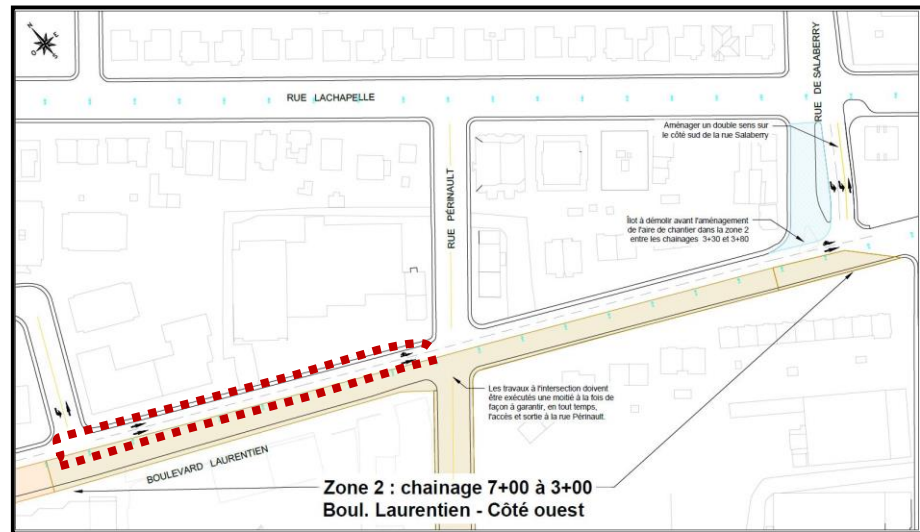 N
E
O
S
RUE LACHAPELLE
RUE DE SALABERRY
Aménager un double sens sur
le côté sud de la rue Salaberry
RUE PÉRINAULT
Îlot à démolir avant l'aménagement
de l'aire de chantier dans la zone 2
entre les chainages 3+30 et 3+80
Les travaux à l'intersection doivent
être exécutés une moitié à la fois de
façon à garantir, en tout temps,
l'accès et sortie à la rue Périnault.
BOULEVARD LAURENTIEN
Zone 2 : chainage 7+00 à 3+00
Boul. Laurentien - Côté ouest